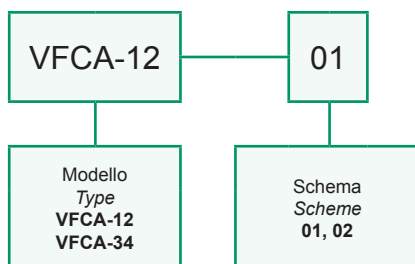 VFCA-12
01
Modello
Type
VFCA-12
VFCA-34
Schema
Scheme
01, 02